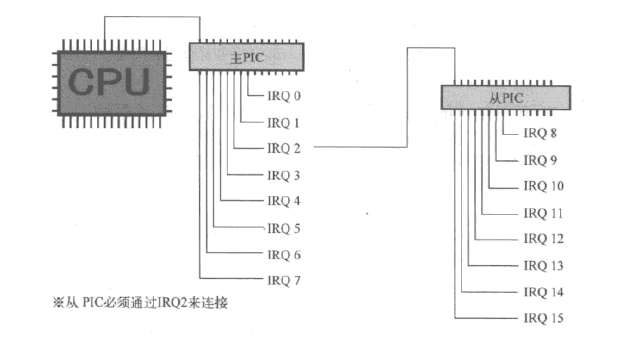 CPU
主PIC
IRQ 0
IRQ 1
IRQ 2
IRQ 3
IRQ 4
IRQ 5
IRQ 6
IRQ 7
从PIC
IRQ 8
IRQ 9
IRQ 10
IRQ 11
IRQ 12
IRQ 13
IRQ 14
IRQ 15
※从 PIC必须通过IRQ2来连接